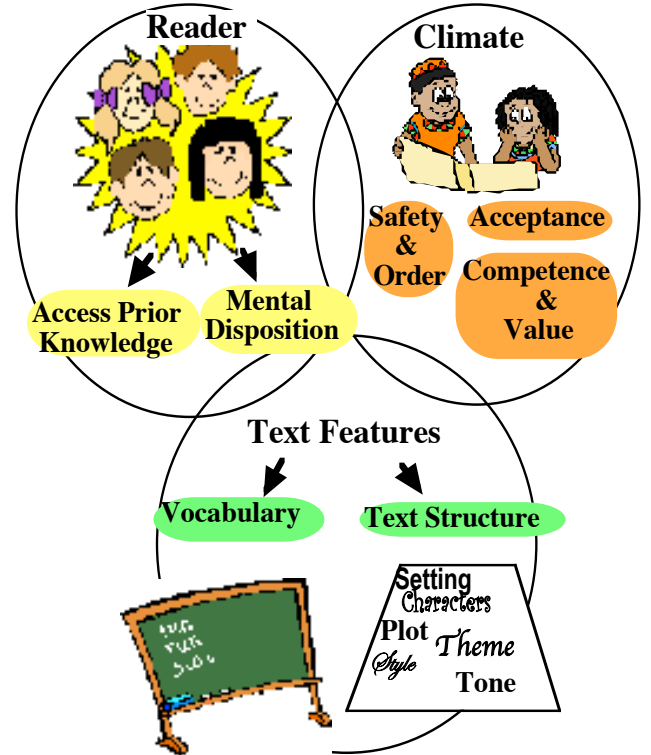 Reader
Access Prior
Knowledge
Mental
Disposition
Climate
Safety
&
Order
Acceptance
Competence
&
Value
Text Features
Vocabulary
Text Structure
Setting
Characters
Plot
Theme
Style
Tone